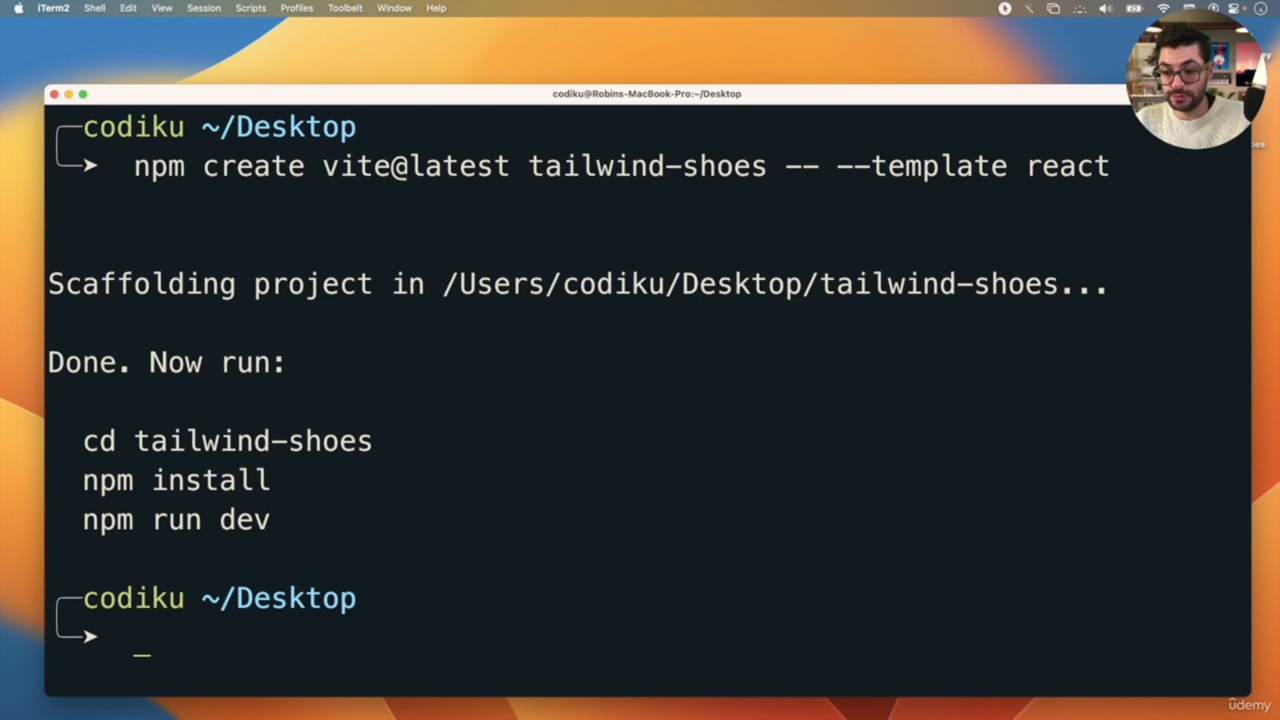 iTerm2 Shell Edit View Session Scripts Profiles Toolbelt Window Help
codiku@Robins-MacBook-Pro:~/Desktop
codiku ~/Desktop
npm create vite@latest tailwind-shoes -- --template react
Scaffolding project in /Users/codiku/Desktop/tailwind-shoes...
Done. Now run:
cd tailwind-shoes
npm install
npm run dev
codiku ~/Desktop
udemy